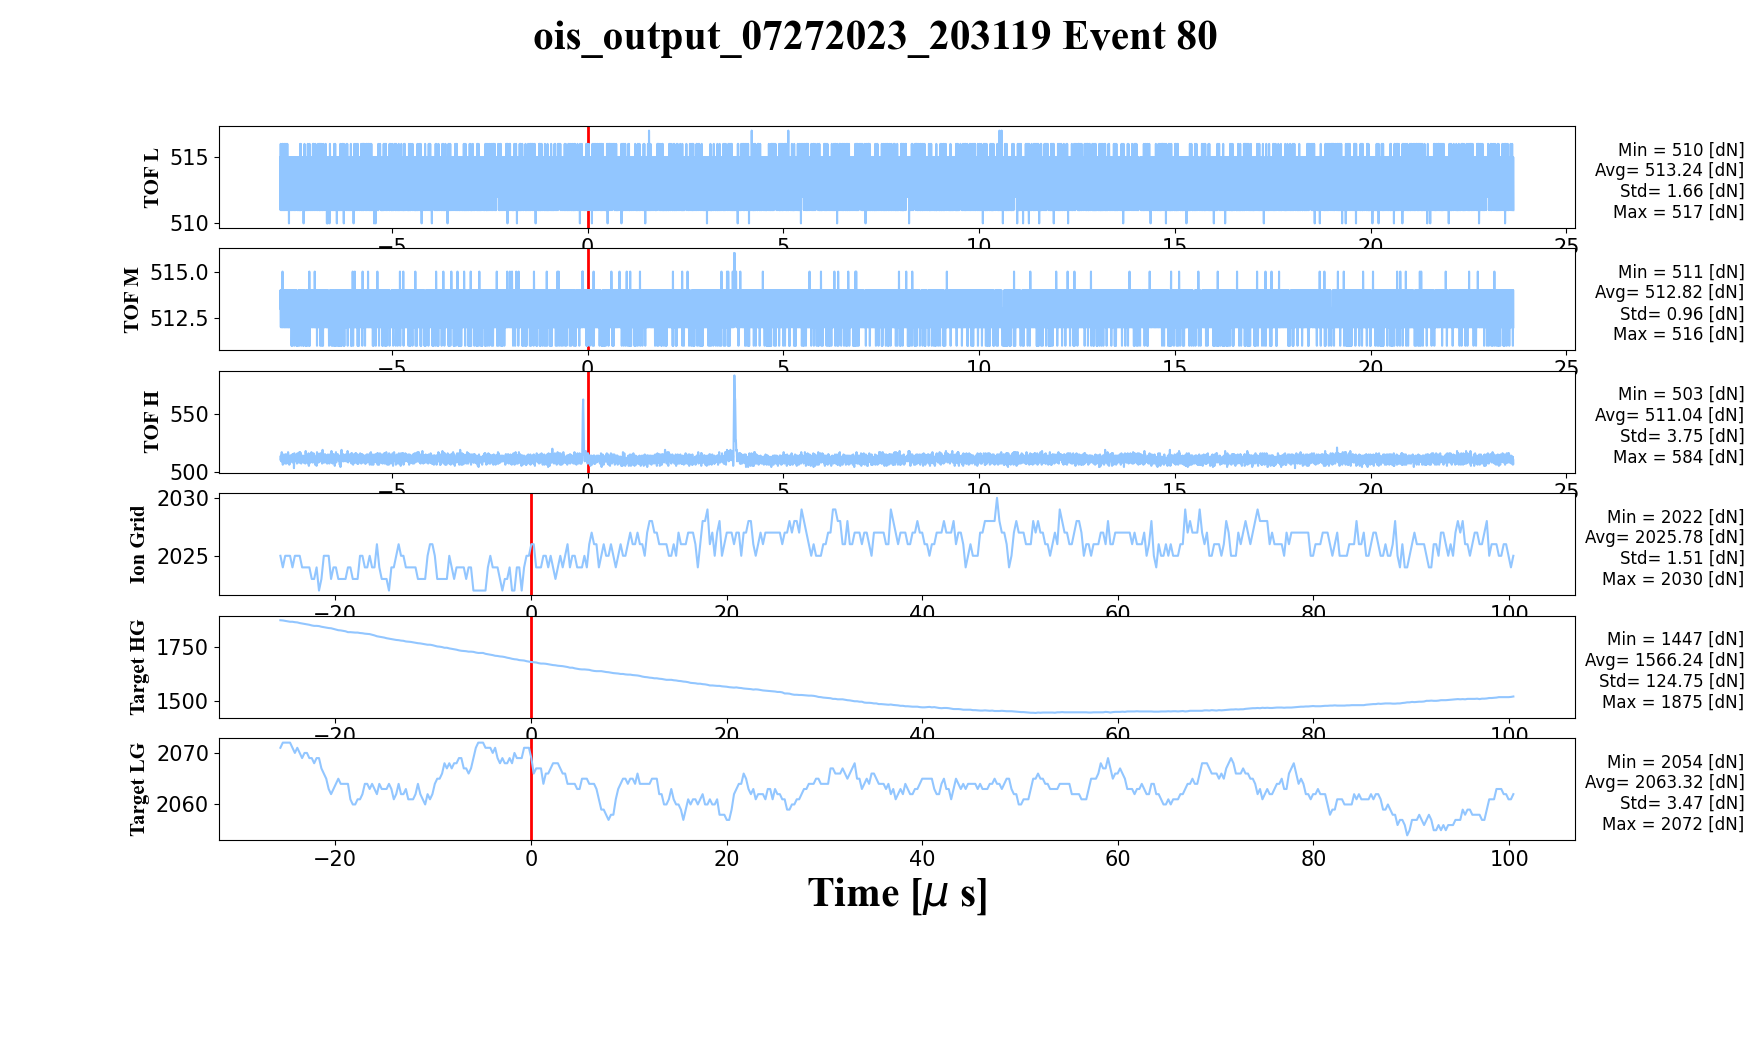 ois_output_07272023_203119 Event 80
TOF L
515
510
−5 0 5 10 15 20 25
Min = 510 [dN]
Avg= 513.24 [dN]
Std= 1.66 [dN]
Max = 517 [dN]
TOF M
515.0
512.5
−5 0 5 10 15 20 25
Min = 511 [dN]
Avg= 512.82 [dN]
Std= 0.96 [dN]
Max = 516 [dN]
TOF H
550
500
−5 0 5 10 15 20 25
Min = 503 [dN]
Avg= 511.04 [dN]
Std= 3.75 [dN]
Max = 584 [dN]
Ion Grid
2030
2025
−20 0 20 40 60 80 100
Min = 2022 [dN]
Avg= 2025.78 [dN]
Std= 1.51 [dN]
Max = 2030 [dN]
Target HG
1750
1500
−20 0 20 40 60 80 100
Min = 1447 [dN]
Avg= 1566.24 [dN]
Std= 124.75 [dN]
Max = 1875 [dN]
Target LG
2070
2060
−20 0 20 40 60 80 100
Min = 2054 [dN]
Avg= 2063.32 [dN]
Std= 3.47 [dN]
Max = 2072 [dN]
Time [μ s]